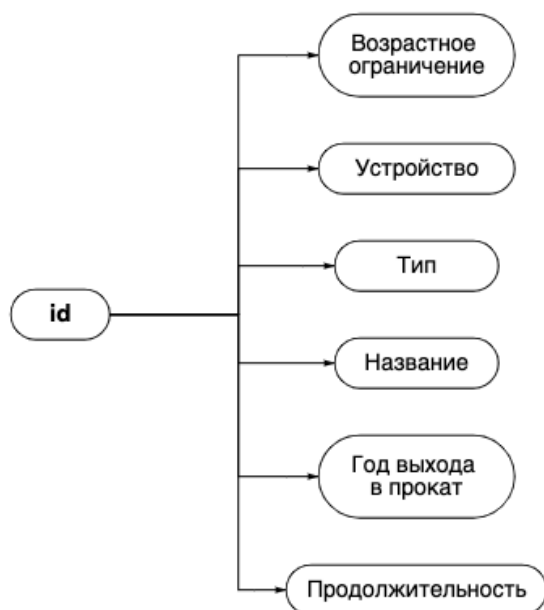 Возрастное
ограничение
Устройство
Тип
id
Название
Год выхода
в прокат
Продолжительность